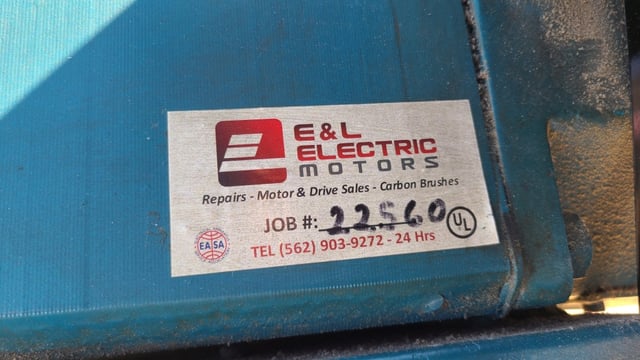 E&L
ELECTRIC
MOTORS
Repairs - Motor & Drive Sales - Carbon Brushes
JOB #: 22560
UL
EASA
TEL (562) 903-9272 - 24 Hrs